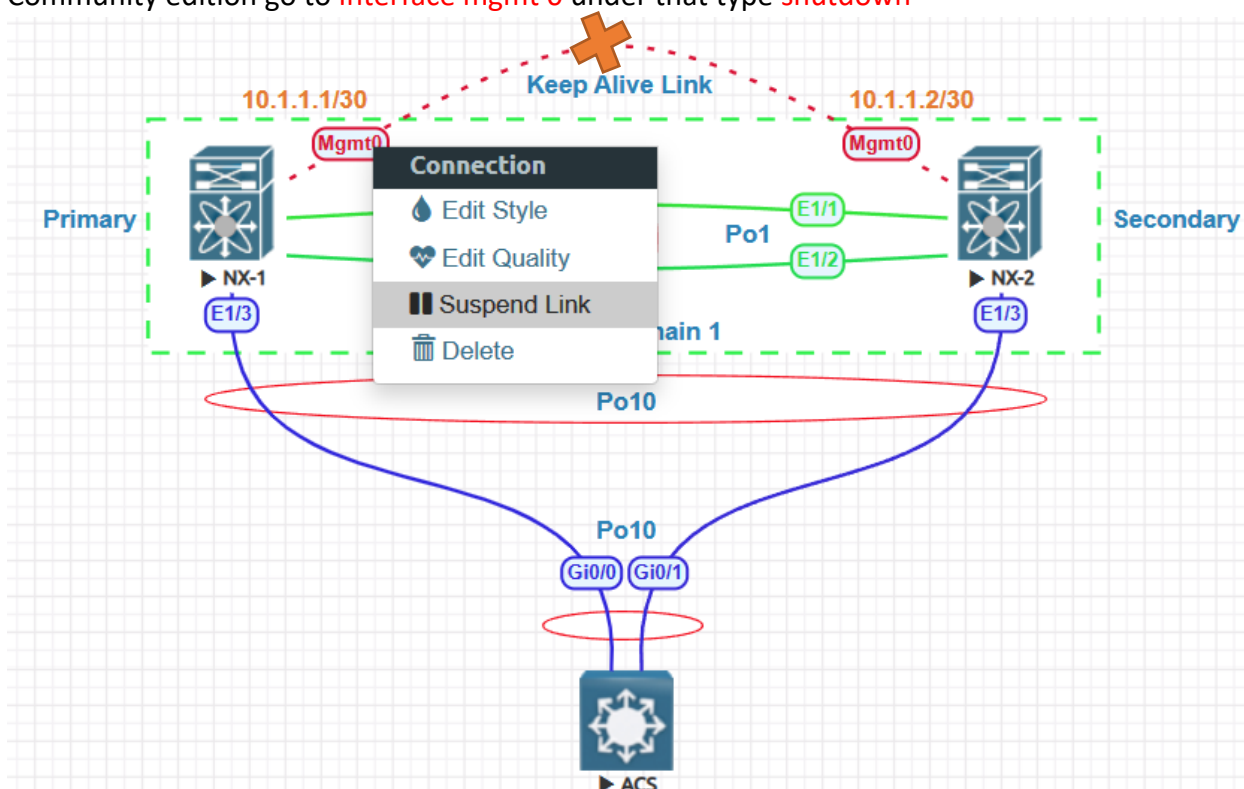 Community edition go to interface mgmt 0 under that type shutdown
Keep Alive Link
10.1.1.1/30
10.1.1.2/30
Mgmt0
Mgmt0
Connection
Edit Style
Edit Quality
Suspend Link
Delete
Primary
Secondary
E1/1
Po1
E1/2
NX-1
NX-2
E1/3
E1/3
ain 1
Po10
Po10
Gi0/0
Gi0/1
ACS